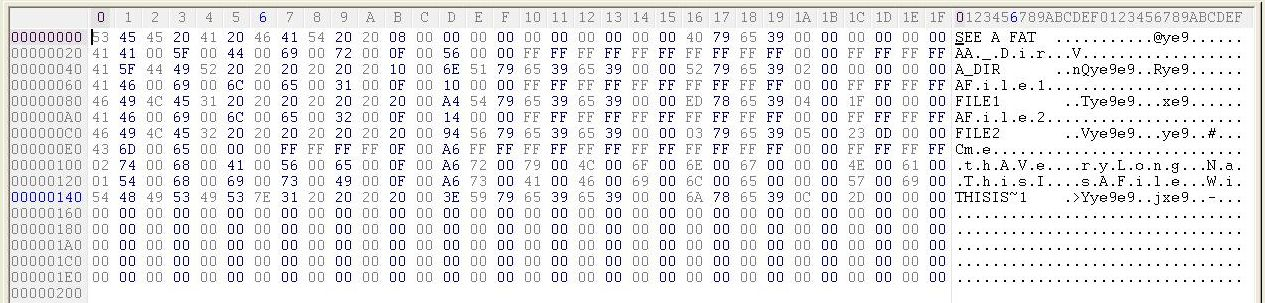 0 1 2 3 4 5 6 7 8 9 A B C D E F 10 11 12 13 14 15 16 17 18 19 1A 1B 1C 1D 1E 1F 0123456789ABCDEF0123456789ABCDEF
00000000 53 45 45 20 41 20 46 41 54 20 20 08 00 00 00 00 00 00 00 00 00 00 40 79 65 39 00 00 00 00 00 00 SEE A FAT  ...........@ye9......
00000020 41 41 00 5F 00 44 00 69 00 72 00 0F 00 56 00 00 FF FF FF FF FF FF FF FF FF FF 00 00 FF FF FF FF AA._.D.i.r...V..................
00000040 41 5F 44 49 52 20 20 20 20 20 20 10 00 6E 51 79 65 39 65 39 00 00 52 79 65 39 02 00 00 00 00 00 A_DIR      ..nQye9e9..Rye9......
00000060 41 46 00 69 00 6C 00 65 00 31 00 0F 00 10 00 00 FF FF FF FF FF FF FF FF FF FF 00 00 FF FF FF FF AF.i.l.e.1......................
00000080 46 49 4C 45 31 20 20 20 20 20 20 20 00 A4 54 79 65 39 65 39 00 00 ED 78 65 39 04 00 1F 00 00 00 FILE1       ..Tye9e9...xe9......
000000A0 41 46 00 69 00 6C 00 65 00 32 00 0F 00 14 00 00 FF FF FF FF FF FF FF FF FF FF 00 00 FF FF FF FF AF.i.l.e.2......................
000000C0 46 49 4C 45 32 20 20 20 20 20 20 20 00 94 56 79 65 39 65 39 00 00 03 79 65 39 05 00 23 0D 00 00 FILE2       ..Vye9e9...ye9..#...
000000E0 43 6D 00 65 00 00 00 FF FF FF FF 0F 00 A6 FF FF FF FF FF FF FF FF FF FF FF FF 00 00 FF FF FF FF Cm.e............................
00000100 02 74 00 68 00 41 00 56 00 65 00 0F 00 A6 72 00 79 00 4C 00 6F 00 6E 00 67 00 00 00 4E 00 61 00 .t.h.A.V.e....r.y.L.o.n.g...N.a.
00000120 01 54 00 68 00 69 00 73 00 49 00 0F 00 A6 73 00 41 00 46 00 69 00 6C 00 65 00 00 00 57 00 69 00 .T.h.i.s.I....s.A.F.i.l.e...W.i.
00000140 54 48 49 53 49 53 7E 31 20 20 20 20 00 3E 59 79 65 39 65 39 00 00 6A 78 65 39 0C 00 2D 00 00 00 THISIS~1    .>Yye9e9..jxe9..-...
00000160 00 00 00 00 00 00 00 00 00 00 00 00 00 00 00 00 00 00 00 00 00 00 00 00 00 00 00 00 00 00 00 00 ................................
00000180 00 00 00 00 00 00 00 00 00 00 00 00 00 00 00 00 00 00 00 00 00 00 00 00 00 00 00 00 00 00 00 00 ................................
000001A0 00 00 00 00 00 00 00 00 00 00 00 00 00 00 00 00 00 00 00 00 00 00 00 00 00 00 00 00 00 00 00 00 ................................
000001C0 00 00 00 00 00 00 00 00 00 00 00 00 00 00 00 00 00 00 00 00 00 00 00 00 00 00 00 00 00 00 00 00 ................................
000001E0 00 00 00 00 00 00 00 00 00 00 00 00 00 00 00 00 00 00 00 00 00 00 00 00 00 00 00 00 00 00 00 00 ................................
00000200